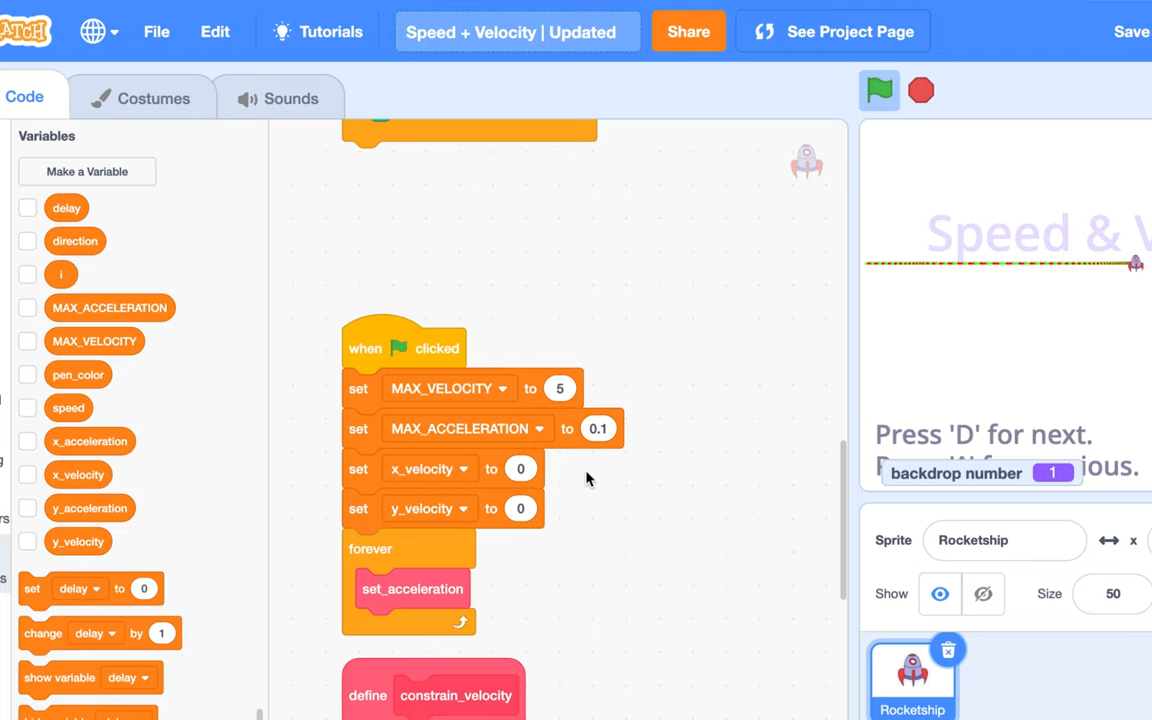 ATCH File Edit Tutorials Speed + Velocity | Updated Share See Project Page Save
Code Costumes Sounds
Variables
Make a Variable
delay
direction
i
MAX_ACCELERATION
MAX_VELOCITY
pen_color
speed
x_acceleration
x_velocity
y_acceleration
y_velocity
set delay to 0
change delay by 1
show variable delay
when clicked
set MAX_VELOCITY to 5
set MAX_ACCELERATION to 0.1
set x_velocity to 0
set y_velocity to 0
forever
set_acceleration
define constrain_velocity
Speed & V
Press 'D' for next.
backdrop number 1
Sprite Rocketship x
Show Size 50
Rocketship